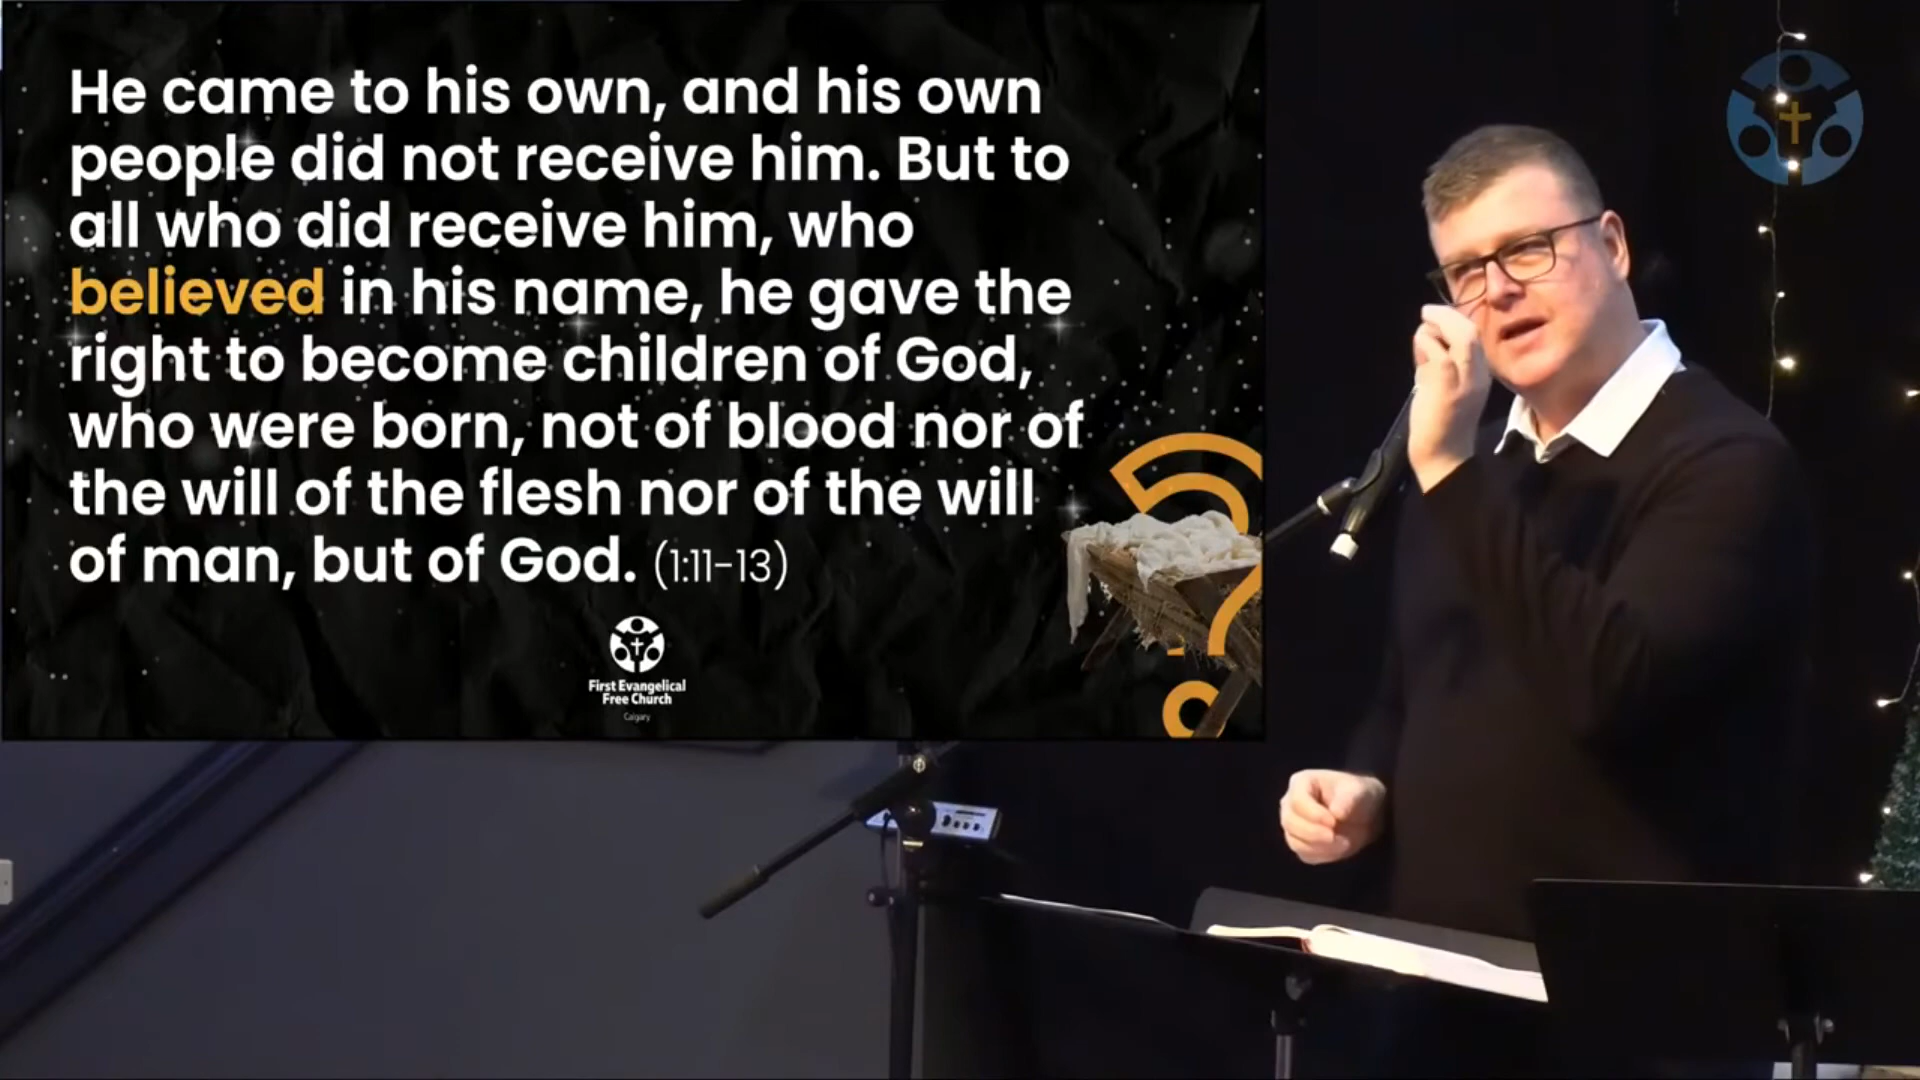 He came to his own, and his own
people did not receive him. But to
all who did receive him, who
believed in his name, he gave the
right to become children of God,
who were born, not of blood nor of
the will of the flesh nor of the will
of man, but of God. (1:11-13)
First Evangelical
Free Church
Calgary